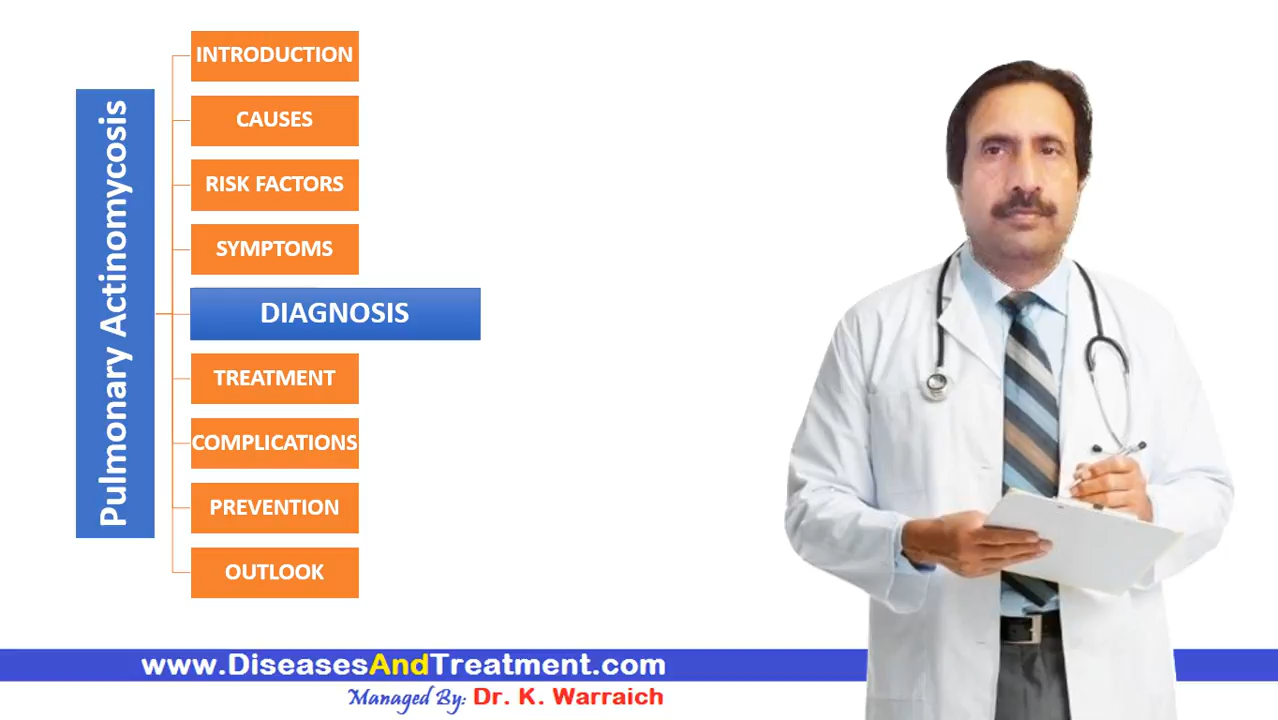 Pulmonary Actinomycosis
INTRODUCTION
CAUSES
RISK FACTORS
SYMPTOMS
DIAGNOSIS
TREATMENT
COMPLICATIONS
PREVENTION
OUTLOOK
www.DiseasesAndTreatment.com
Managed By: Dr. K. Warraich